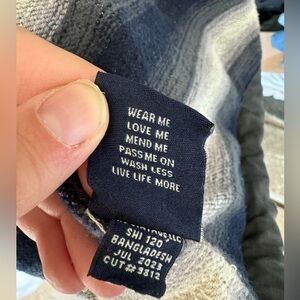 WEAR ME
LOVE ME
MEND ME
PASS ME ON
WASH LESS
LIVE LIFE MORE
SHI 120
BANGLADESH
JUL 2023
CUT#3812